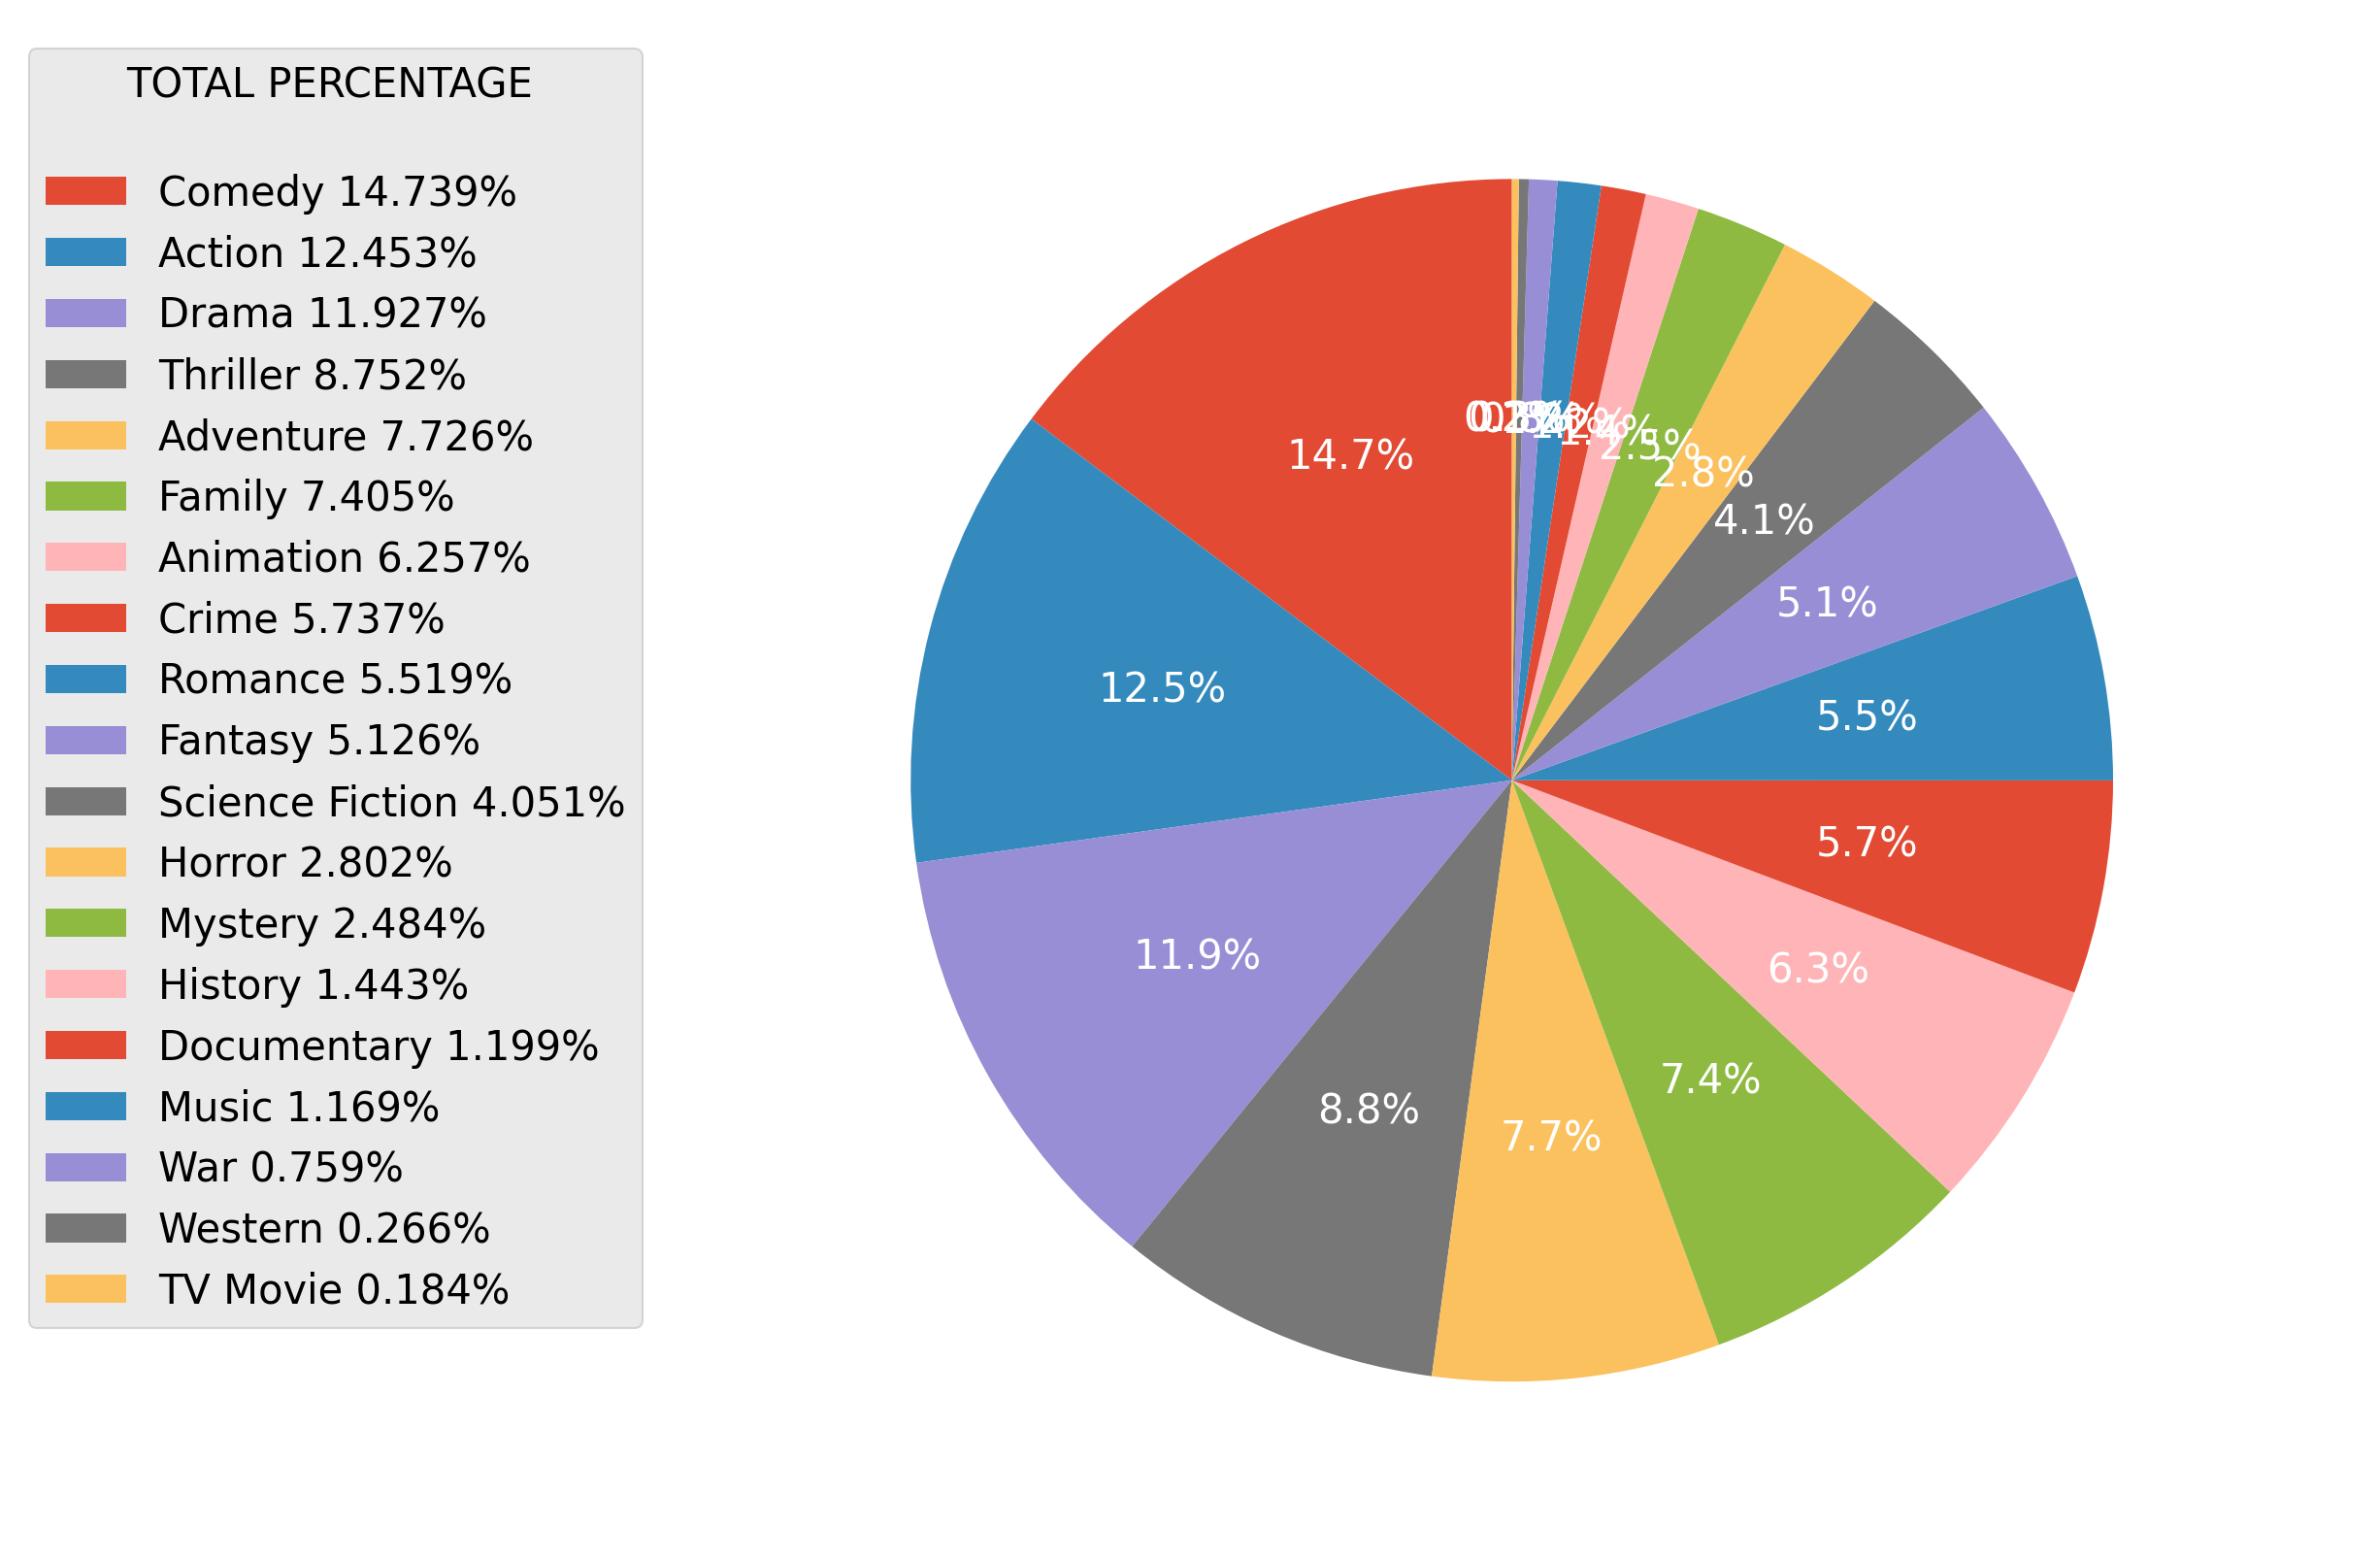 TOTAL PERCENTAGE
Comedy 14.739%
Action 12.453%
Drama 11.927%
Thriller 8.752%
Adventure 7.726%
Family 7.405%
Animation 6.257%
Crime 5.737%
Romance 5.519%
Fantasy 5.126%
Science Fiction 4.051%
Horror 2.802%
Mystery 2.484%
History 1.443%
Documentary 1.199%
Music 1.169%
War 0.759%
Western 0.266%
TV Movie 0.184%
14.7%
2.5%
2.8%
4.1%
5.1%
12.5%
5.5%
5.7%
11.9%
6.3%
7.4%
8.8%
7.7%